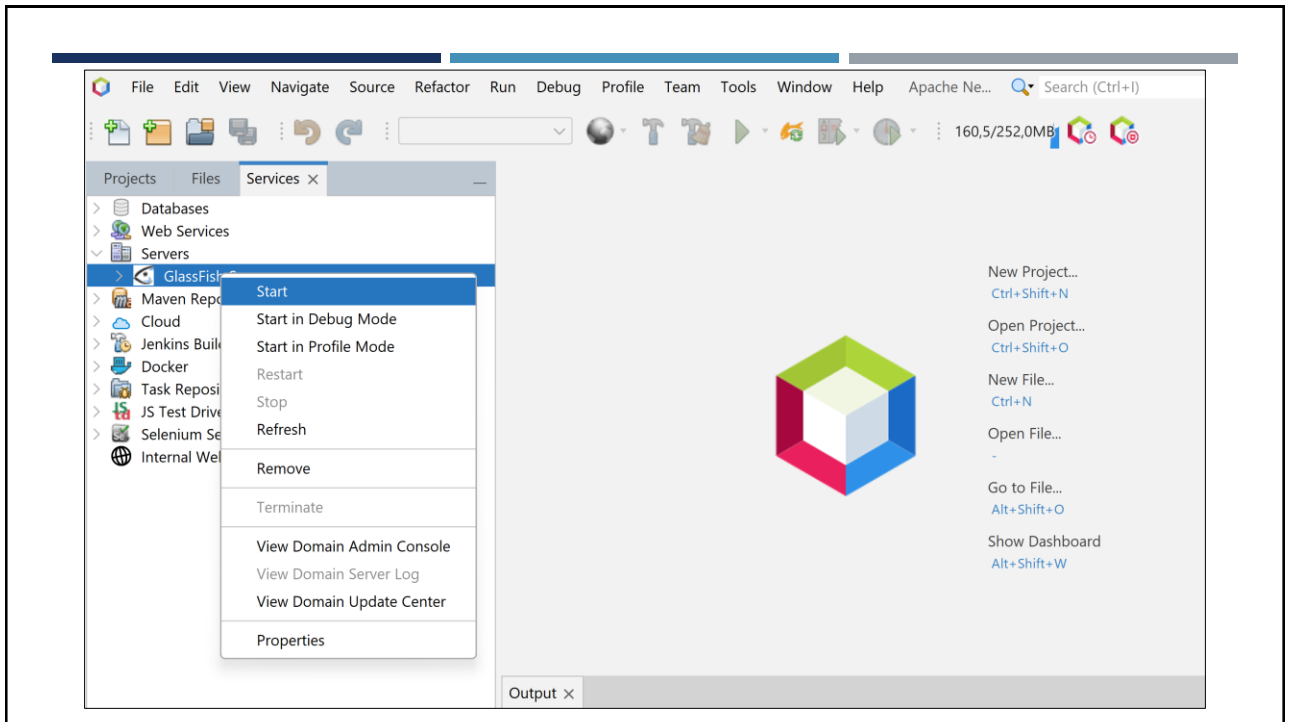 File Edit View Navigate Source Refactor Run Debug Profile Team Tools Window Help Apache Ne... Search (Ctrl+I)
160,5/252,0MB
Projects Files Services
Databases
Web Services
Servers
GlassFish
Maven Repo
Cloud
Jenkins Buil
Docker
Task Reposi
JS Test Drive
Selenium Se
Internal Wel
Start
Start in Debug Mode
Start in Profile Mode
Restart
Stop
Refresh
Remove
Terminate
View Domain Admin Console
View Domain Server Log
View Domain Update Center
Properties
New Project...
Ctrl+Shift+N
Open Project...
Ctrl+Shift+O
New File...
Ctrl+N
Open File...
-
Go to File...
Alt+Shift+O
Show Dashboard
Alt+Shift+W
Output